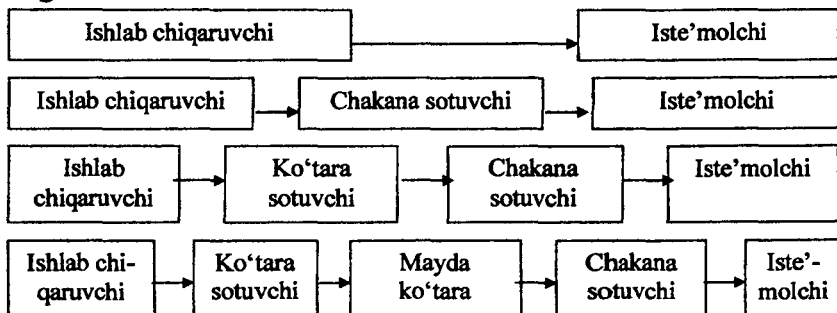 Ishlab chiqaruvchi Iste’molchi
Ishlab chiqaruvchi Chakana sotuvchi Iste’molchi
Ishlab Ko‘tara Chakana Iste’molchi
chiqaruvchi sotuvchi sotuvchi
Ishlab chi- Ko‘tara Mayda Chakana Iste’-
qaruvchi sotuvchi ko‘tara sotuvchi molchi